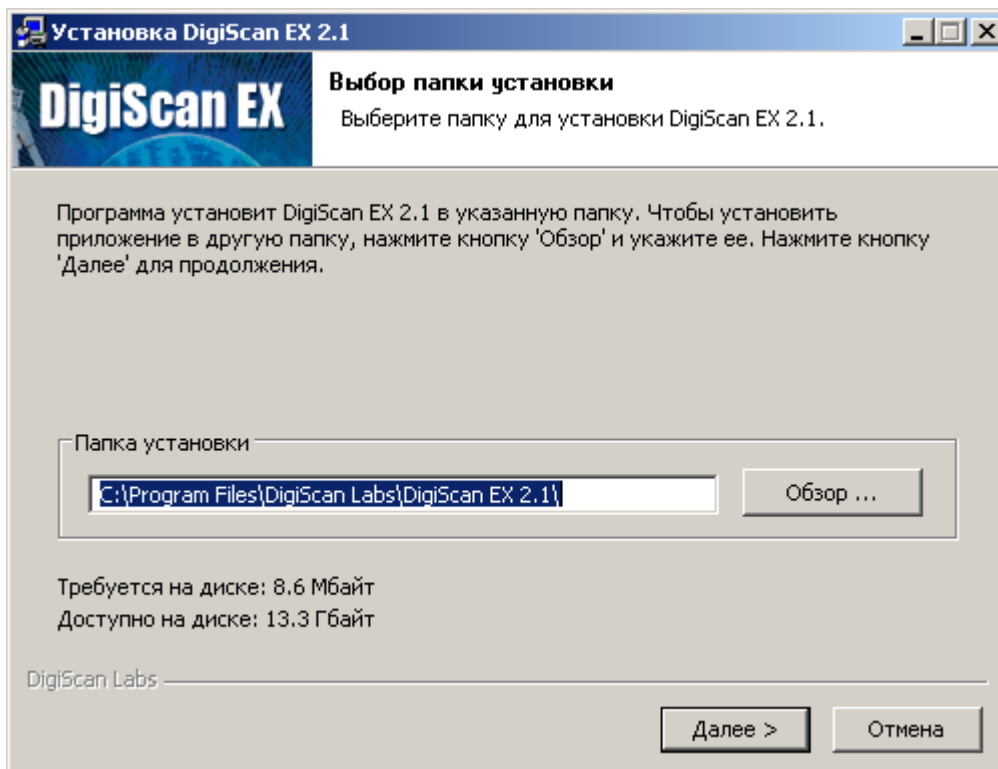 Установка DigiScan EX 2.1
DigiScan EX
Выбор папки установки
Выберите папку для установки DigiScan EX 2.1.
Программа установит DigiScan EX 2.1 в указанную папку. Чтобы установить
приложение в другую папку, нажмите кнопку 'Обзор' и укажите ее. Нажмите кнопку
'Далее' для продолжения.
Папка установки
C:\Program Files\DigiScan Labs\DigiScan EX 2.1\
Обзор ...
Требуется на диске: 8.6 Мбайт
Доступно на диске: 13.3 Гбайт
DigiScan Labs
Далее >
Отмена